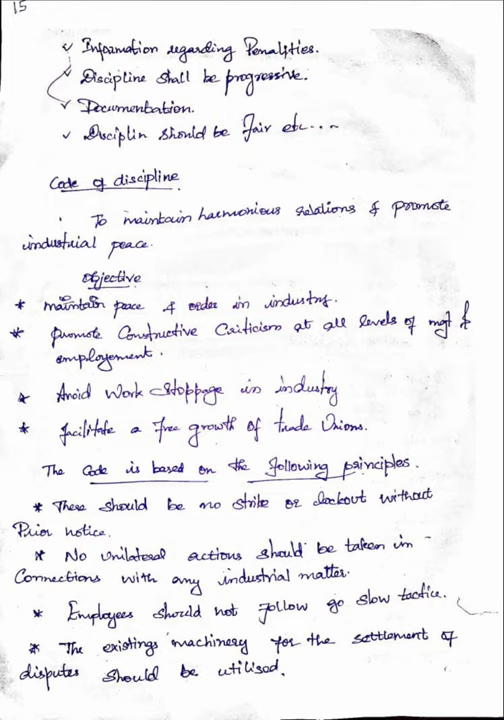 15
✓ Information regarding Penalities.
✓ Discipline shall be progressive.
✓ Documentation.
✓ Disciplin should be Fair etc....
Code of discipline
To maintain harmonious relations & promote
industrial peace.
Objective
* maintain peace & order in industry.
* promote Constructive Criticism at all levels of mgt &
employement.
* Avoid Work Stoppage in industry
* facilitate a Free growth of trade Unions.
The Code is based on the following principles.
* There should be no strike or lockout without
Prior notice.
* No Unilateral actions should be taken in
Connections with any industrial matter.
* Employees should not follow go slow tactice.
* The existings machinery for the settlement of
disputes should be utilised.